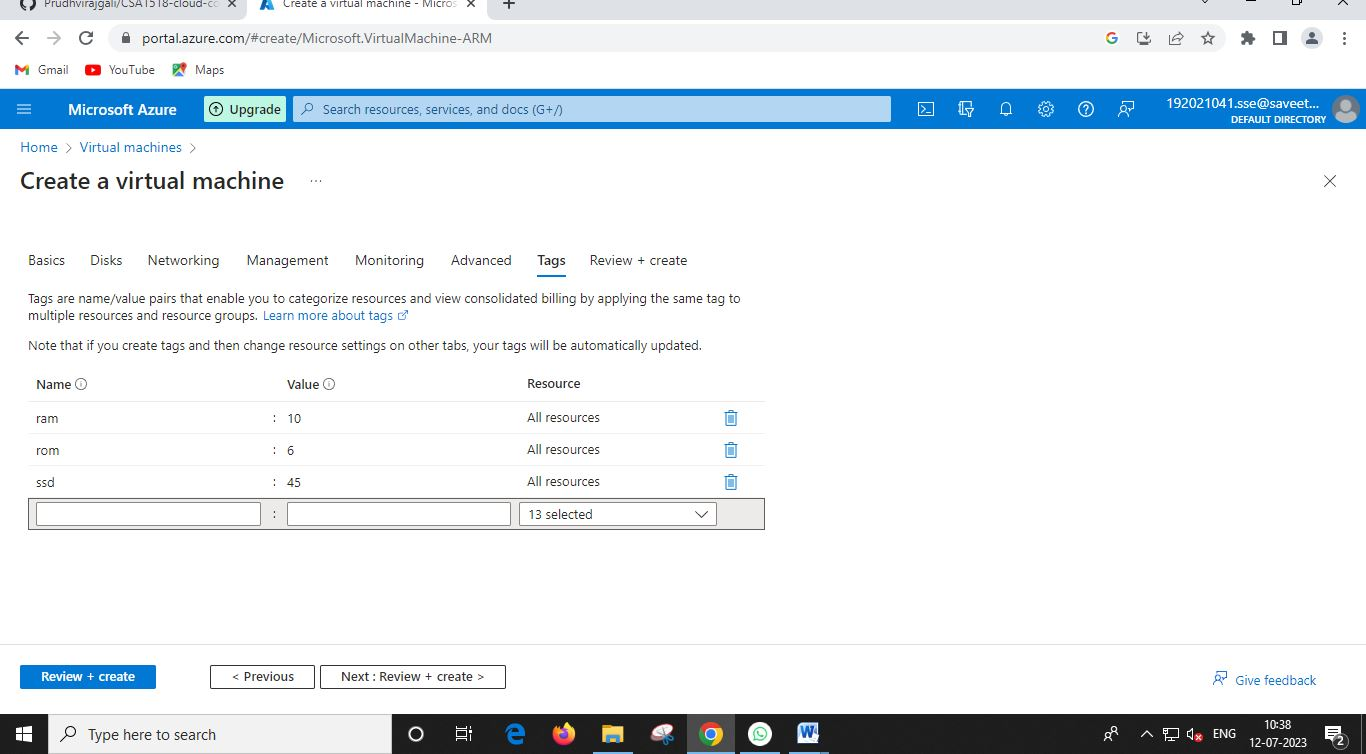 Prudhvirajgali/CSA1518-cloud-co
Create a virtual machine - Micros
portal.azure.com/#create/Microsoft.VirtualMachine-ARM
Gmail YouTube Maps
Microsoft Azure Upgrade Search resources, services, and docs (G+/) 192021041.sse@saveet...
DEFAULT DIRECTORY
Home > Virtual machines >
Create a virtual machine ...
Basics Disks Networking Management Monitoring Advanced Tags Review + create
Tags are name/value pairs that enable you to categorize resources and view consolidated billing by applying the same tag to
multiple resources and resource groups. Learn more about tags
Note that if you create tags and then change resource settings on other tabs, your tags will be automatically updated.
Name Value Resource
ram : 10 All resources
rom : 6 All resources
ssd : 45 All resources
: 13 selected
Review + create < Previous Next : Review + create > Give feedback
Type here to search ENG 10:38
12-07-2023 2